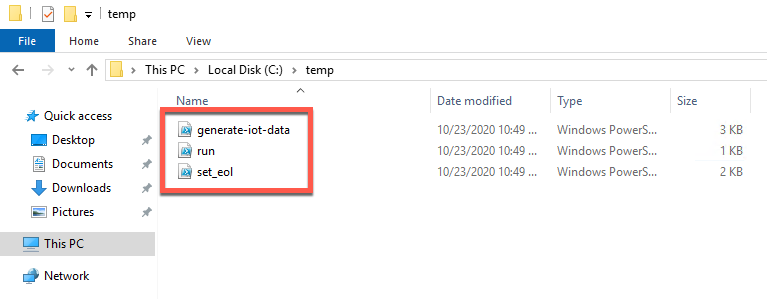 temp
File Home Share View
This PC Local Disk (C:) temp
Name Date modified Type Size
Quick access
Desktop
Documents
Downloads
Pictures
This PC
Network
generate-iot-data 10/23/2020 10:49 ... Windows PowerS... 3 KB
run 10/23/2020 10:49 ... Windows PowerS... 1 KB
set_eol 10/23/2020 10:49 ... Windows PowerS... 2 KB